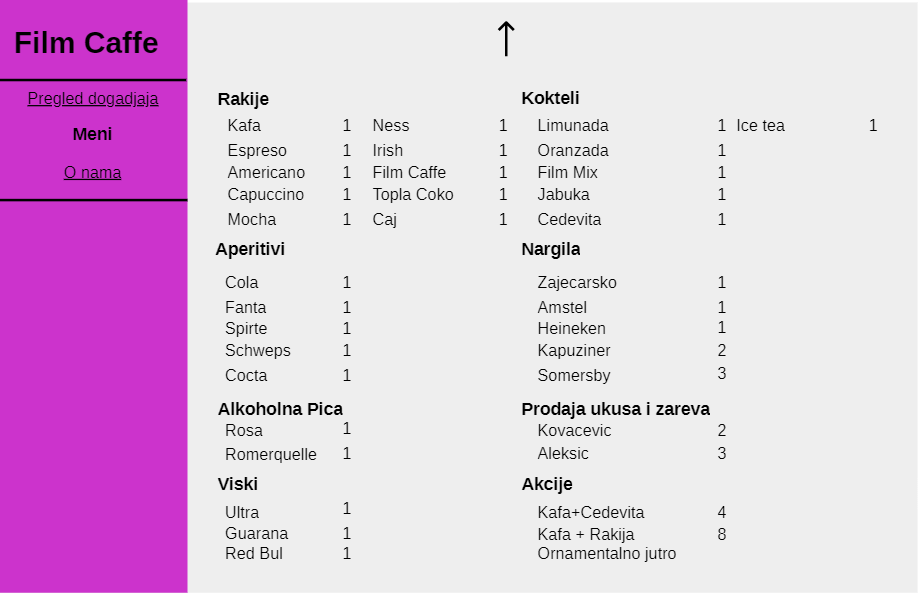 Film Caffe
Pregled dogadjaja
Meni
O nama
↑
Rakije Kokteli
Kafa 1 Ness 1 Limunada 1 Ice tea 1
Espreso 1 Irish 1 Oranzada 1
Americano 1 Film Caffe 1 Film Mix 1
Capuccino 1 Topla Coko 1 Jabuka 1
Mocha 1 Caj 1 Cedevita 1
Aperitivi Nargila
Cola 1 Zajecarsko 1
Fanta 1 Amstel 1
Spirte 1 Heineken 1
Schweps 1 Kapuziner 2
Cocta 1 Somersby 3
Alkoholna Pica Prodaja ukusa i zareva
Rosa 1 Kovacevic 2
Romerquelle 1 Aleksic 3
Viski Akcije
Ultra 1 Kafa+Cedevita 4
Guarana 1 Kafa + Rakija 8
Red Bul 1 Ornamentalno jutro